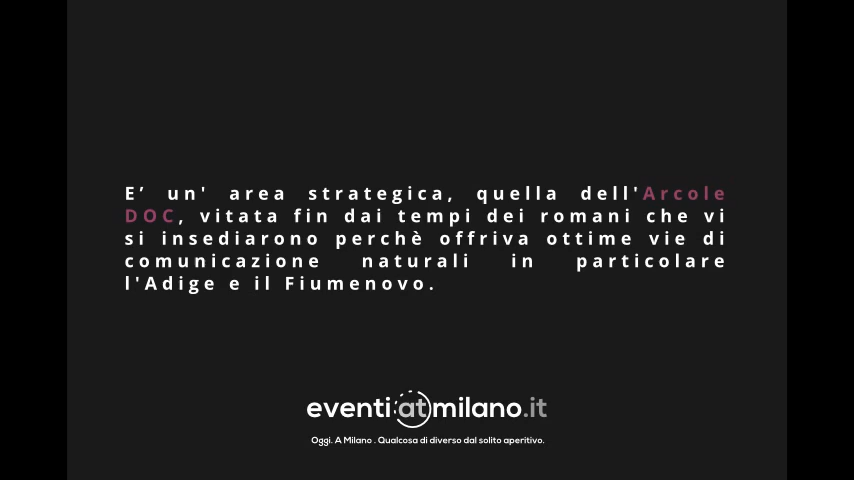 E’ un' area strategica, quella dell'Arcole
DOC, vitata fin dai tempi dei romani che vi
si insediarono perchè offriva ottime vie di
comunicazione naturali in particolare
l'Adige e il Fiumenovo.
eventiatmilano.it
Oggi. A Milano . Qualcosa di diverso dal solito aperitivo.